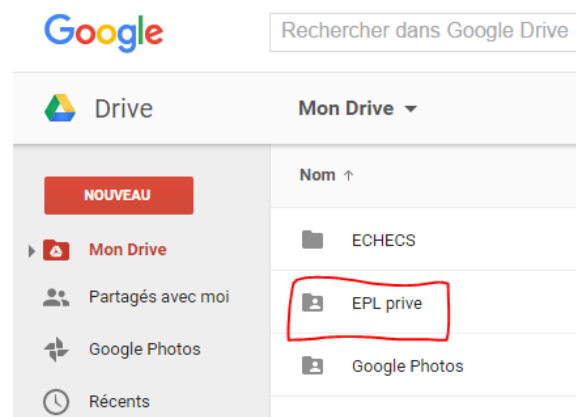 Google
Rechercher dans Google Drive
Drive
Mon Drive
NOUVEAU
Mon Drive
Partagés avec moi
Google Photos
Récents
Nom ↑
ECHECS
EPL prive
Google Photos